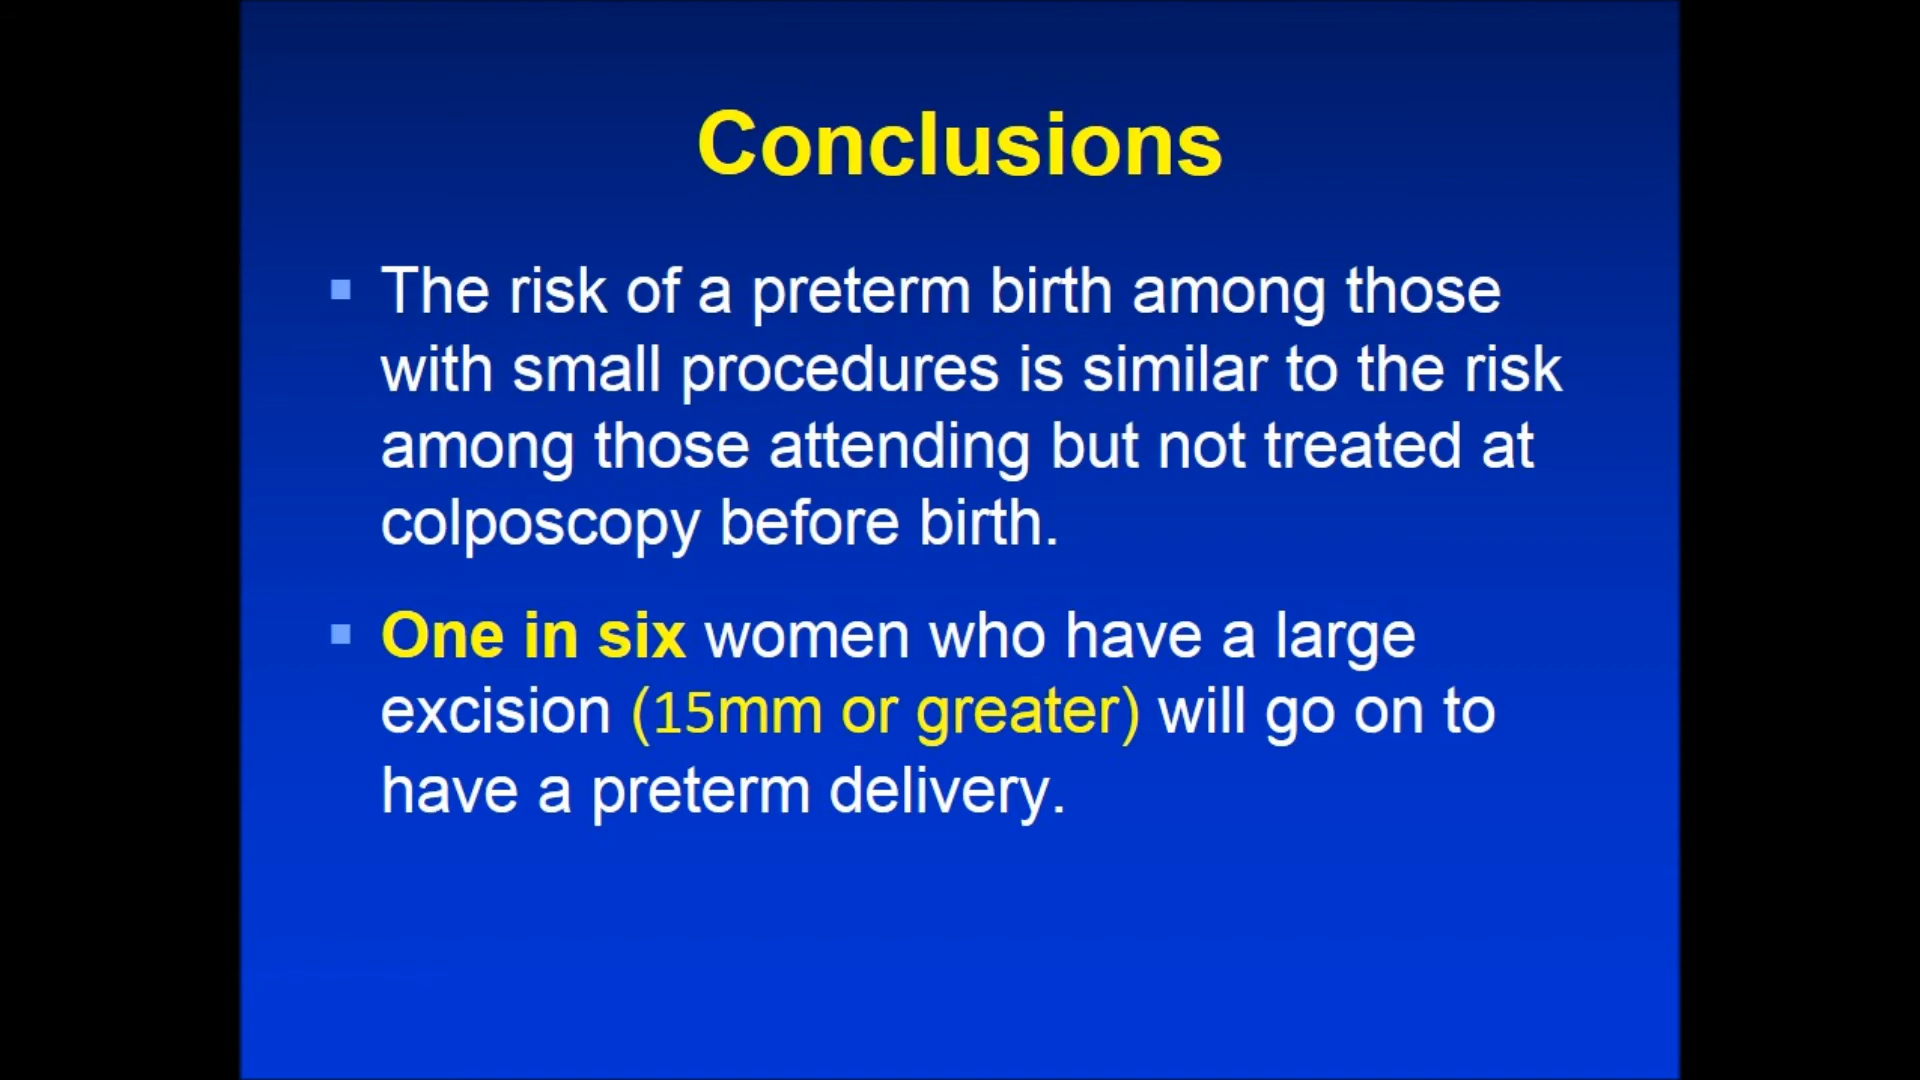 Conclusions
The risk of a preterm birth among those
with small procedures is similar to the risk
among those attending but not treated at
colposcopy before birth.
One in six women who have a large
excision (15mm or greater) will go on to
have a preterm delivery.